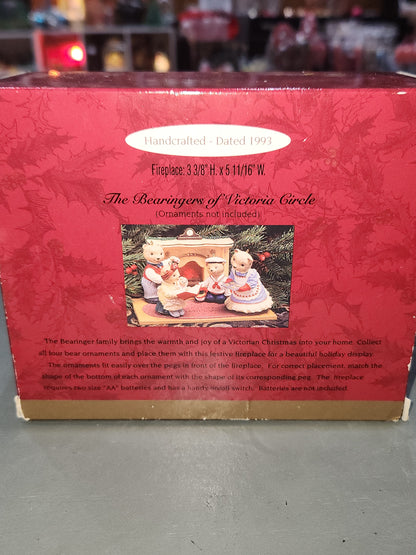 Handcrafted - Dated 1993
Fireplace: 3 3/8" H. x 5 11/16" W.
The Bearingers of Victoria Circle
(Ornaments not included)
The Bearinger family brings the warmth and joy of a Victorian Christmas into your home. Collect
all four bear ornaments and place them with this festive fireplace for a beautiful holiday display.
The ornaments fit easily over the pegs in front of the fireplace. For correct placement, match the
shape of the bottom of each ornament with the shape of its corresponding peg. The fireplace
requires two size "AA" batteries and has a handy on/off switch. Batteries are not included.